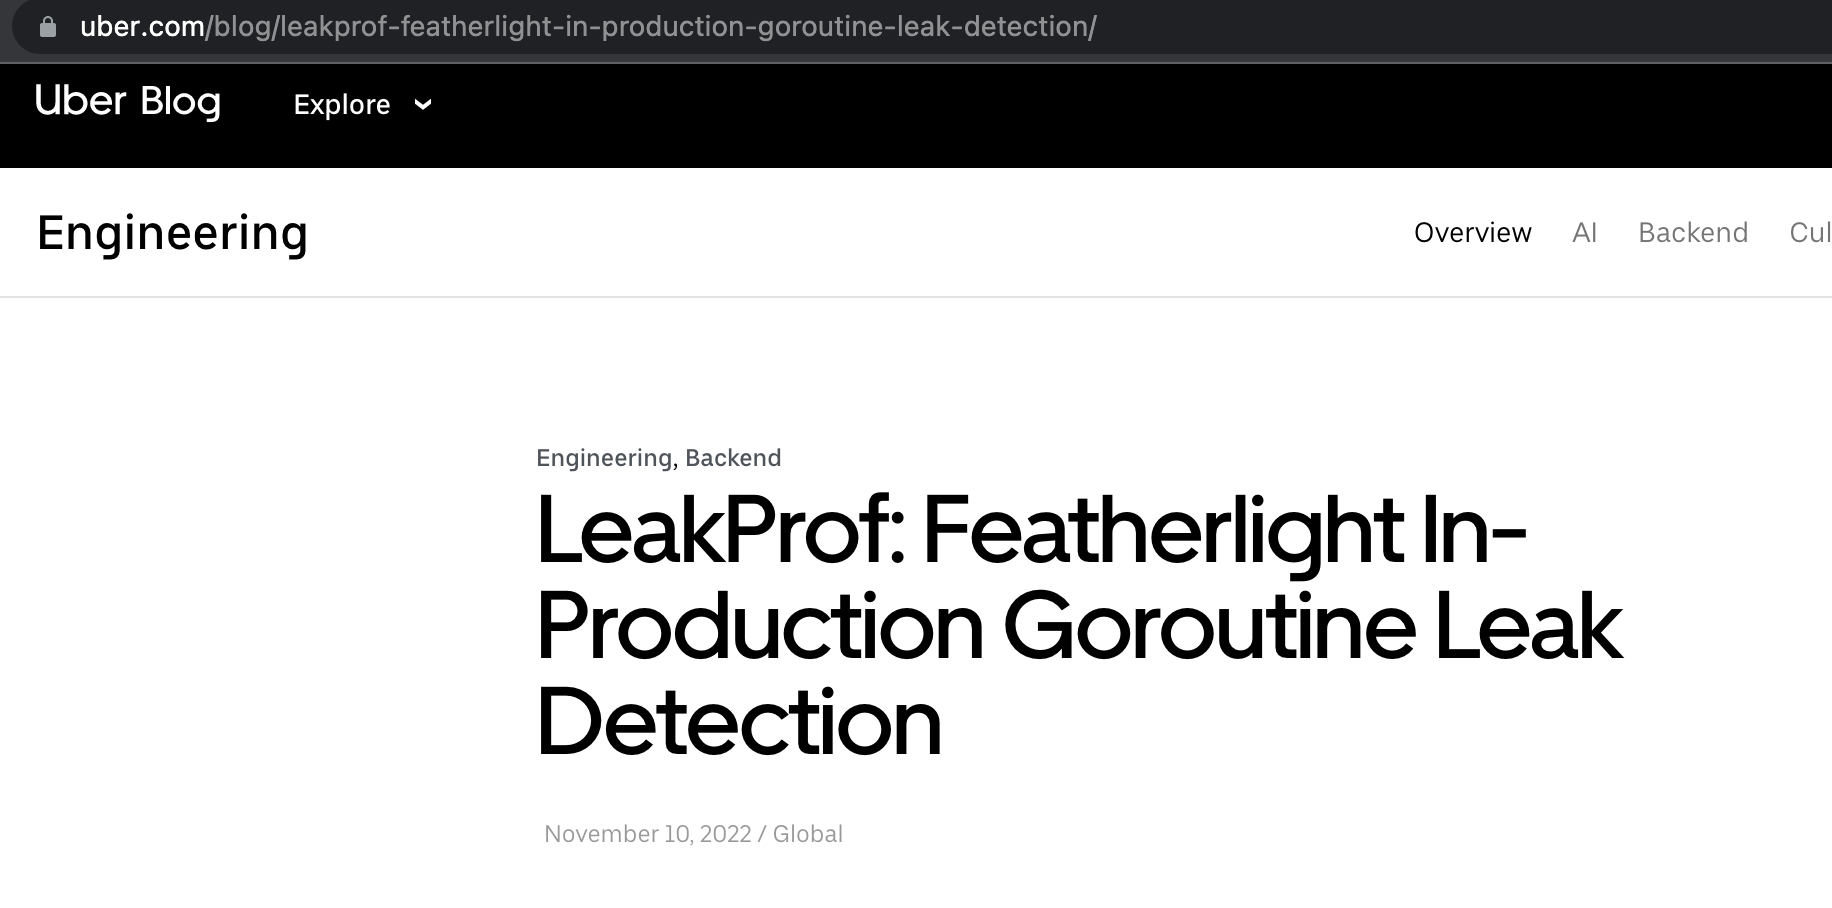 uber.com/blog/leakprof-featherlight-in-production-goroutine-leak-detection/
Uber Blog Explore
Engineering Overview AI Backend Cul
Engineering, Backend
LeakProf: Featherlight In-
Production Goroutine Leak
Detection
November 10, 2022 / Global